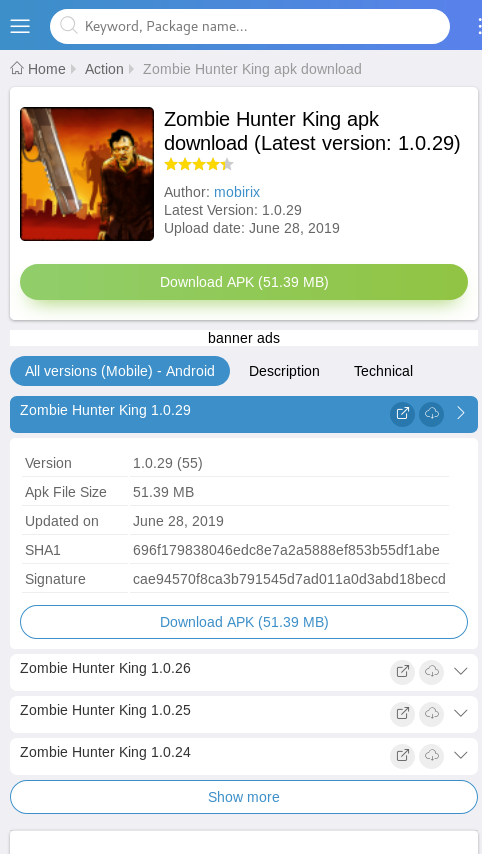 Keyword, Package name...
Home Action Zombie Hunter King apk download
Zombie Hunter King apk
download (Latest version: 1.0.29)
Author: mobirix
Latest Version: 1.0.29
Upload date: June 28, 2019
Download APK (51.39 MB)
banner ads
All versions (Mobile) - Android Description Technical
Zombie Hunter King 1.0.29
Version 1.0.29 (55)
Apk File Size 51.39 MB
Updated on June 28, 2019
SHA1 696f179838046edc8e7a2a5888ef853b55df1abe
Signature cae94570f8ca3b791545d7ad011a0d3abd18becd
Download APK (51.39 MB)
Zombie Hunter King 1.0.26
Zombie Hunter King 1.0.25
Zombie Hunter King 1.0.24
Show more